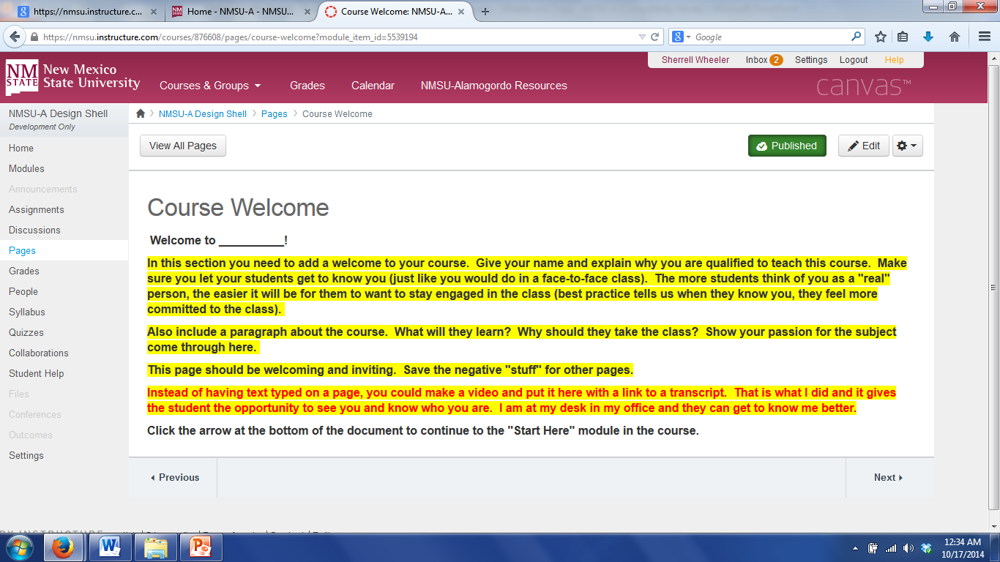 https://nmsu.instructure.c...
Home - NMSU-A - NMSU...
Course Welcome: NMSU-A...
https://nmsu.instructure.com/courses/876608/pages/course-welcome?module_item_id=5539194
Google
Sherrell Wheeler Inbox 2 Settings Logout Help
NM STATE
New Mexico
State University
Courses & Groups Grades Calendar NMSU-Alamogordo Resources
canvas™
NMSU-A Design Shell
Development Only
NMSU-A Design Shell Pages Course Welcome
Home
Modules
Announcements
Assignments
Discussions
Pages
Grades
People
Syllabus
Quizzes
Collaborations
Student Help
Files
Conferences
Outcomes
Settings
View All Pages
Published
Edit
Course Welcome
Welcome to __________!
In this section you need to add a welcome to your course. Give your name and explain why you are qualified to teach this course. Make
sure you let your students get to know you (just like you would do in a face-to-face class). The more students think of you as a "real"
person, the easier it will be for them to want to stay engaged in the class (best practice tells us when they know you, they feel more
committed to the class).
Also include a paragraph about the course. What will they learn? Why should they take the class? Show your passion for the subject
come through here.
This page should be welcoming and inviting. Save the negative "stuff" for other pages.
Instead of having text typed on a page, you could make a video and put it here with a link to a transcript. That is what I did and it gives
the student the opportunity to see you and know who you are. I am at my desk in my office and they can get to know me better.
Click the arrow at the bottom of the document to continue to the "Start Here" module in the course.
Previous
Next
BY INSTRUCTURE
12:34 AM
10/17/2014